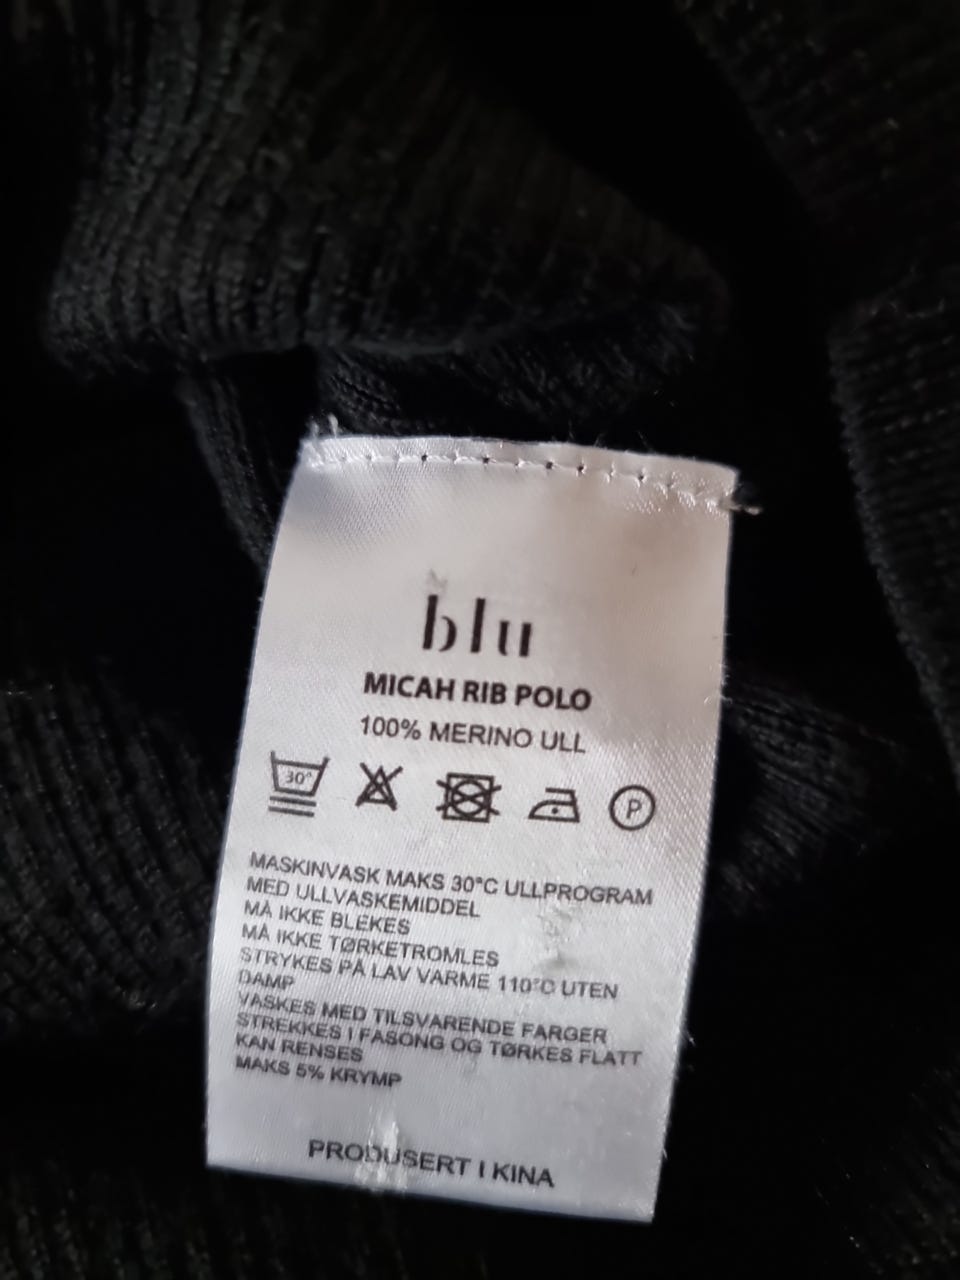 blu
MICAH RIB POLO
100% MERINO ULL
30°
P
MASKINVASK MAKS 30°C ULLPROGRAM
MED ULLVASKEMIDDEL
MÅ IKKE BLEKES
MÅ IKKE TØRKETROMLES
STRYKES PÅ LAV VARME 110°C UTEN
DAMP
VASKES MED TILSVARENDE FARGER
STREKKES I FASONG OG TØRKES FLATT
KAN RENSES
MAKS 5% KRYMP
PRODUSERT I KINA